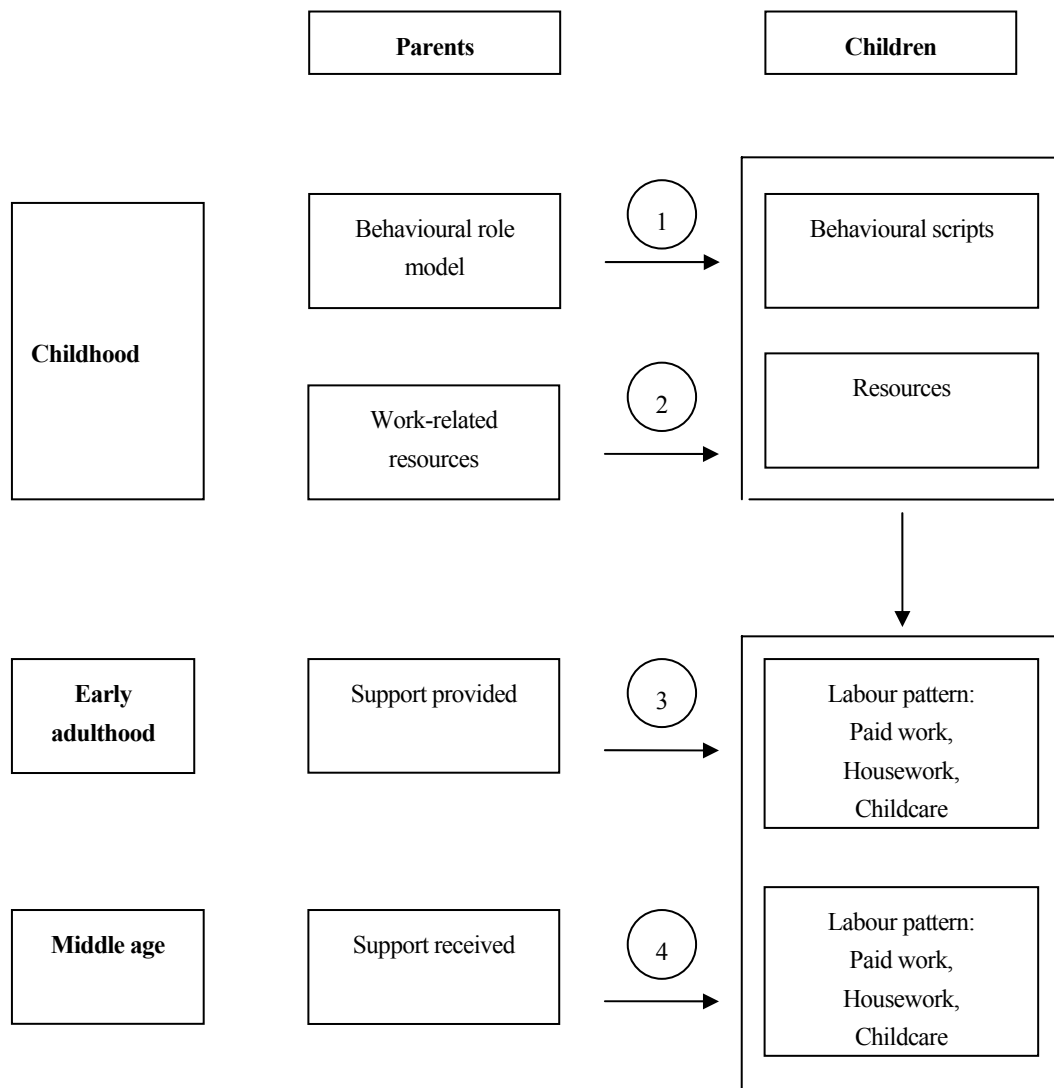 Parents
Children
Behavioural role
model
1
Behavioural scripts
Childhood
Work-related
resources
2
Resources
Early
adulthood
Support provided
3
Labour pattern:
Paid work,
Housework,
Childcare
Middle age
Support received
4
Labour pattern:
Paid work,
Housework,
Childcare